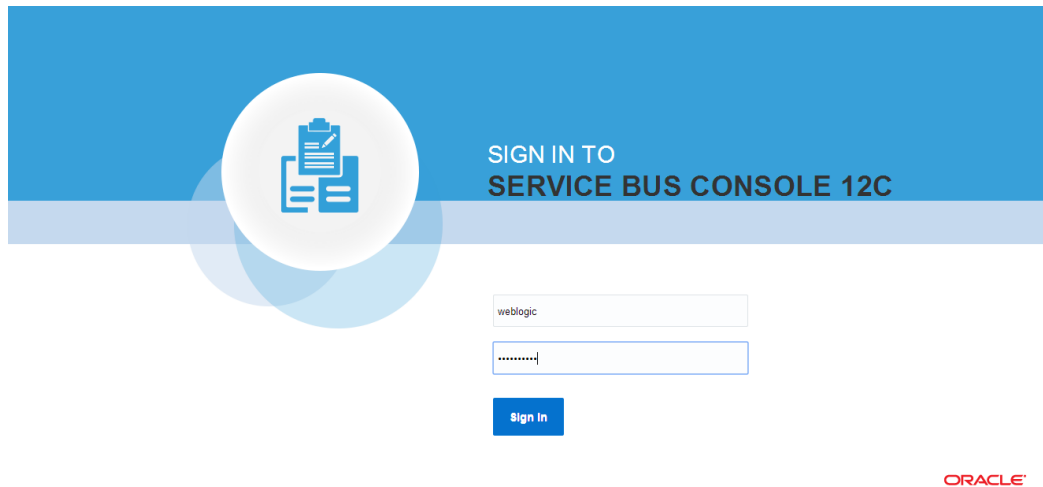 SIGN IN TO
SERVICE BUS CONSOLE 12C
weblogic
••••••••••
Sign In
ORACLE